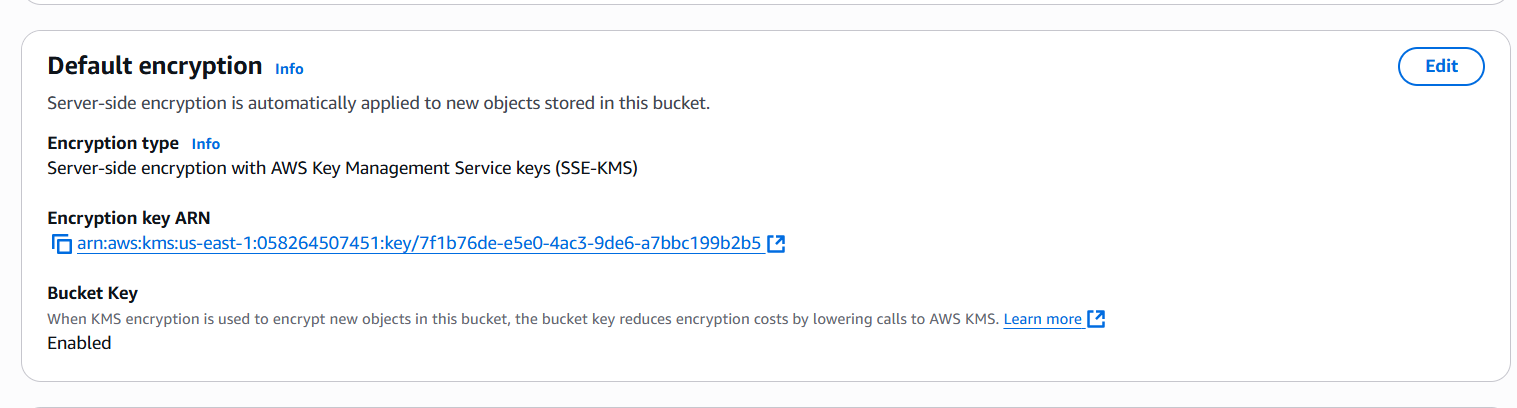 Default encryption Info
Edit
Server-side encryption is automatically applied to new objects stored in this bucket.
Encryption type Info
Server-side encryption with AWS Key Management Service keys (SSE-KMS)
Encryption key ARN
arn:aws:kms:us-east-1:058264507451:key/7f1b76de-e5e0-4ac3-9de6-a7bbc199b2b5
Bucket Key
When KMS encryption is used to encrypt new objects in this bucket, the bucket key reduces encryption costs by lowering calls to AWS KMS. Learn more
Enabled